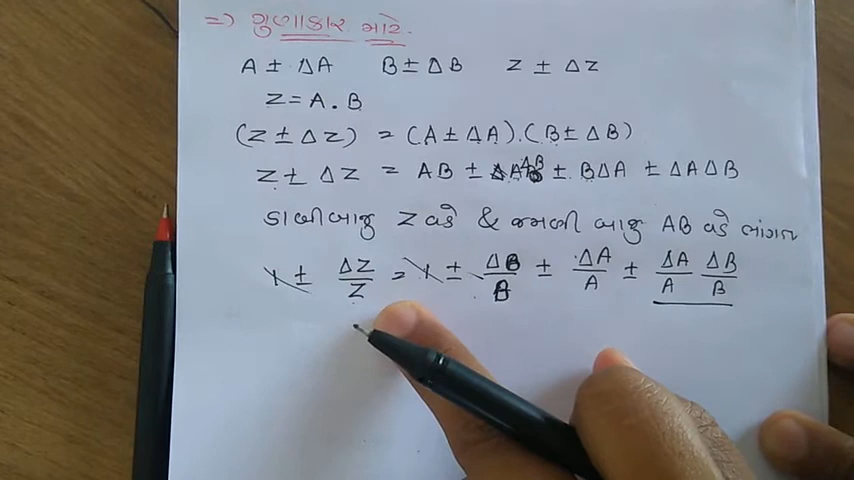 =) ગુણાકાર માટે.
A ± ΔA B ± ΔB Z ± ΔZ
Z = A . B
(Z ± ΔZ) = (A ± ΔA).(B ± ΔB)
Z ± ΔZ = AB ± AΔB ± BΔA ± ΔAΔB
ડાબીબાજુ Z વડે & જમણી બાજુ AB વડે ભાગતા
1 ± ΔZ/Z = 1 ± ΔB/B ± ΔA/A ± ΔA/A ΔB/B